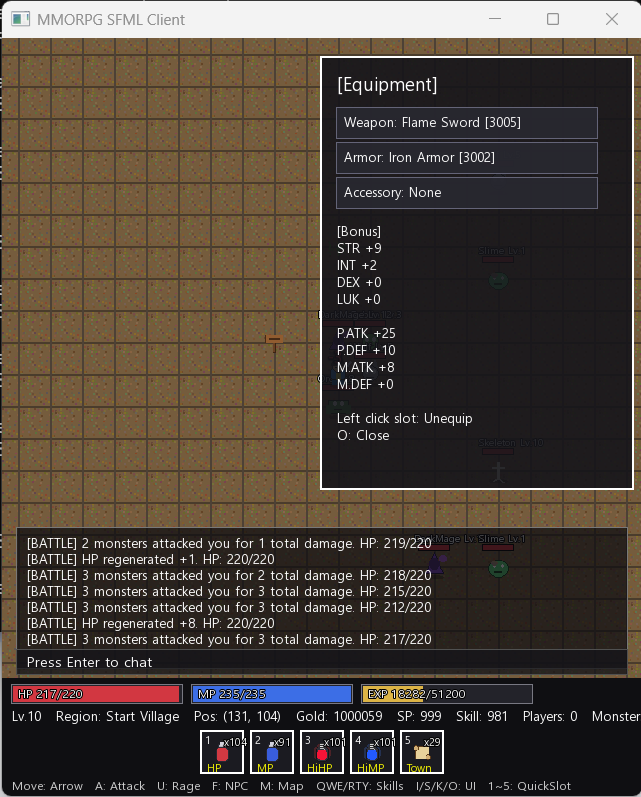 MMORPG SFML Client
[Equipment]
Weapon: Flame Sword [3005]
Armor: Iron Armor [3002]
Accessory: None
[Bonus]
STR +9
INT +2
DEX +0
LUK +0
P.ATK +25
P.DEF +10
M.ATK +8
M.DEF +0
Left click slot: Unequip
O: Close
Skeleton Lv.10
Mage Lv.
Slime Lv.1
[BATTLE] 2 monsters attacked you for 1 total damage. HP: 219/220
[BATTLE] HP regenerated +1. HP: 220/220
[BATTLE] 3 monsters attacked you for 2 total damage. HP: 218/220
[BATTLE] 3 monsters attacked you for 3 total damage. HP: 215/220
[BATTLE] 3 monsters attacked you for 3 total damage. HP: 212/220
[BATTLE] HP regenerated +8. HP: 220/220
[BATTLE] 3 monsters attacked you for 3 total damage. HP: 217/220
Press Enter to chat
HP 217/220 MP 235/235 EXP 18282/51200
Lv.10 Region: Start Village Pos: (131, 104) Gold: 1000059 SP: 999 Skill: 981 Players: 0 Monster
1 x104 2 x91 3 x101 4 x101 5 x29
HP MP HiHP HiMP Town
Move: Arrow A: Attack U: Rage F: NPC M: Map QWE/RTY: Skills I/S/K/O: UI 1~5: QuickSlot